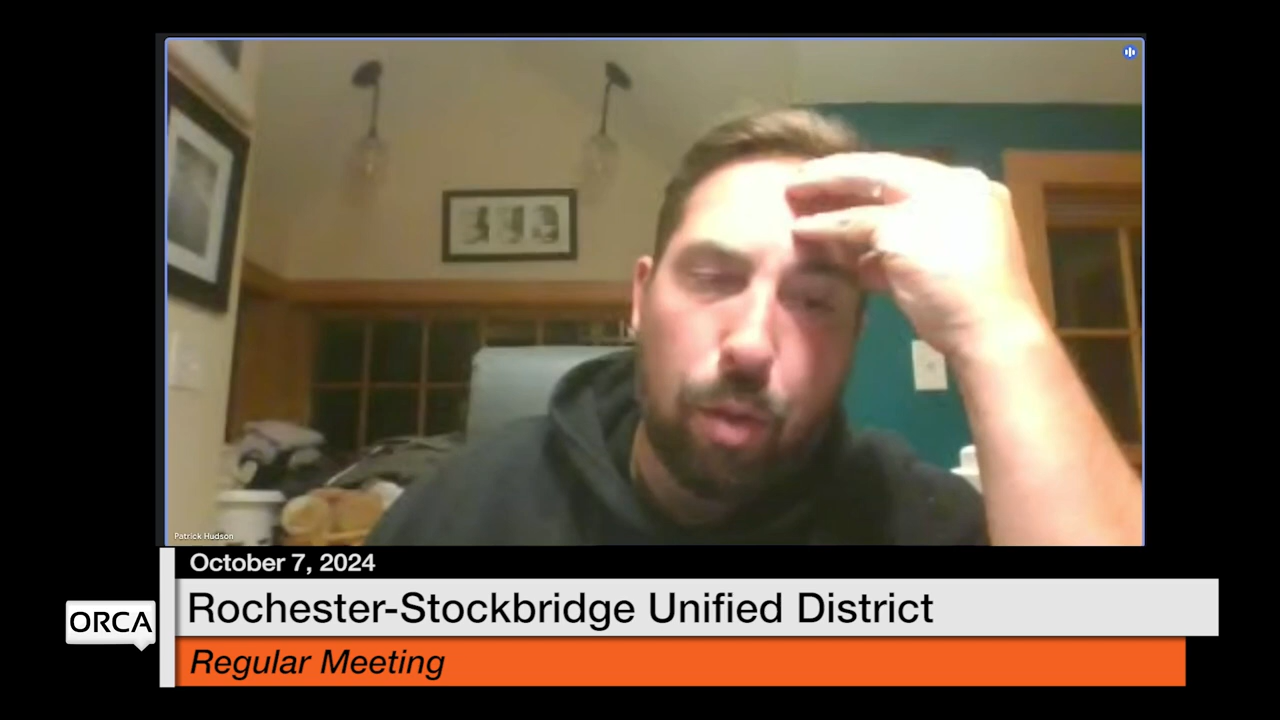 Patrick Hudson
October 7, 2024
Rochester-Stockbridge Unified District
ORCA
Regular Meeting